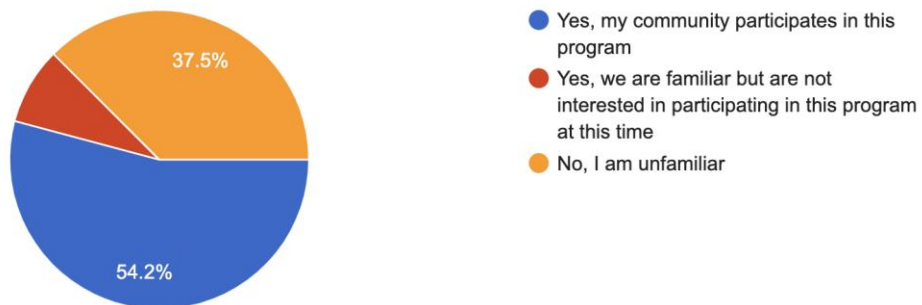 37.5%
54.2%
Yes, my community participates in this
program
Yes, we are familiar but are not
interested in participating in this program
at this time
No, I am unfamiliar